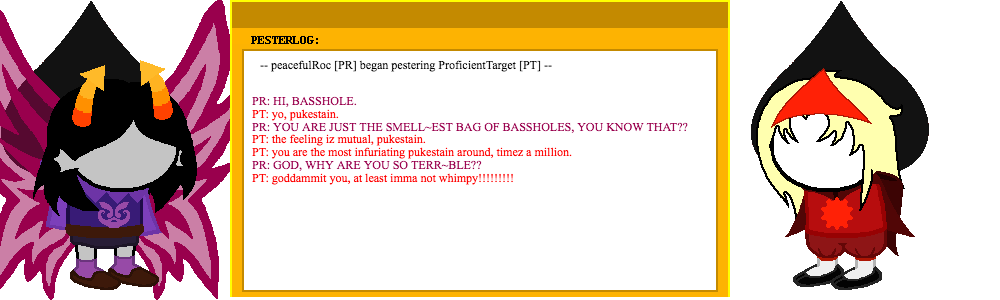 PESTERLOG:
-- peacefulRoc [PR] began pestering ProficientTarget [PT] --
PR: HI, BASSHOLE.
PT: yo, pukestain.
PR: YOU ARE JUST THE SMELL~EST BAG OF BASSHOLES, YOU KNOW THAT??
PT: the feeling iz mutual, pukestain.
PT: you are the most infuriating pukestain around, timez a million.
PR: GOD, WHY ARE YOU SO TERR~BLE??
PT: goddammit you, at least imma not whimpy!!!!!!!!!